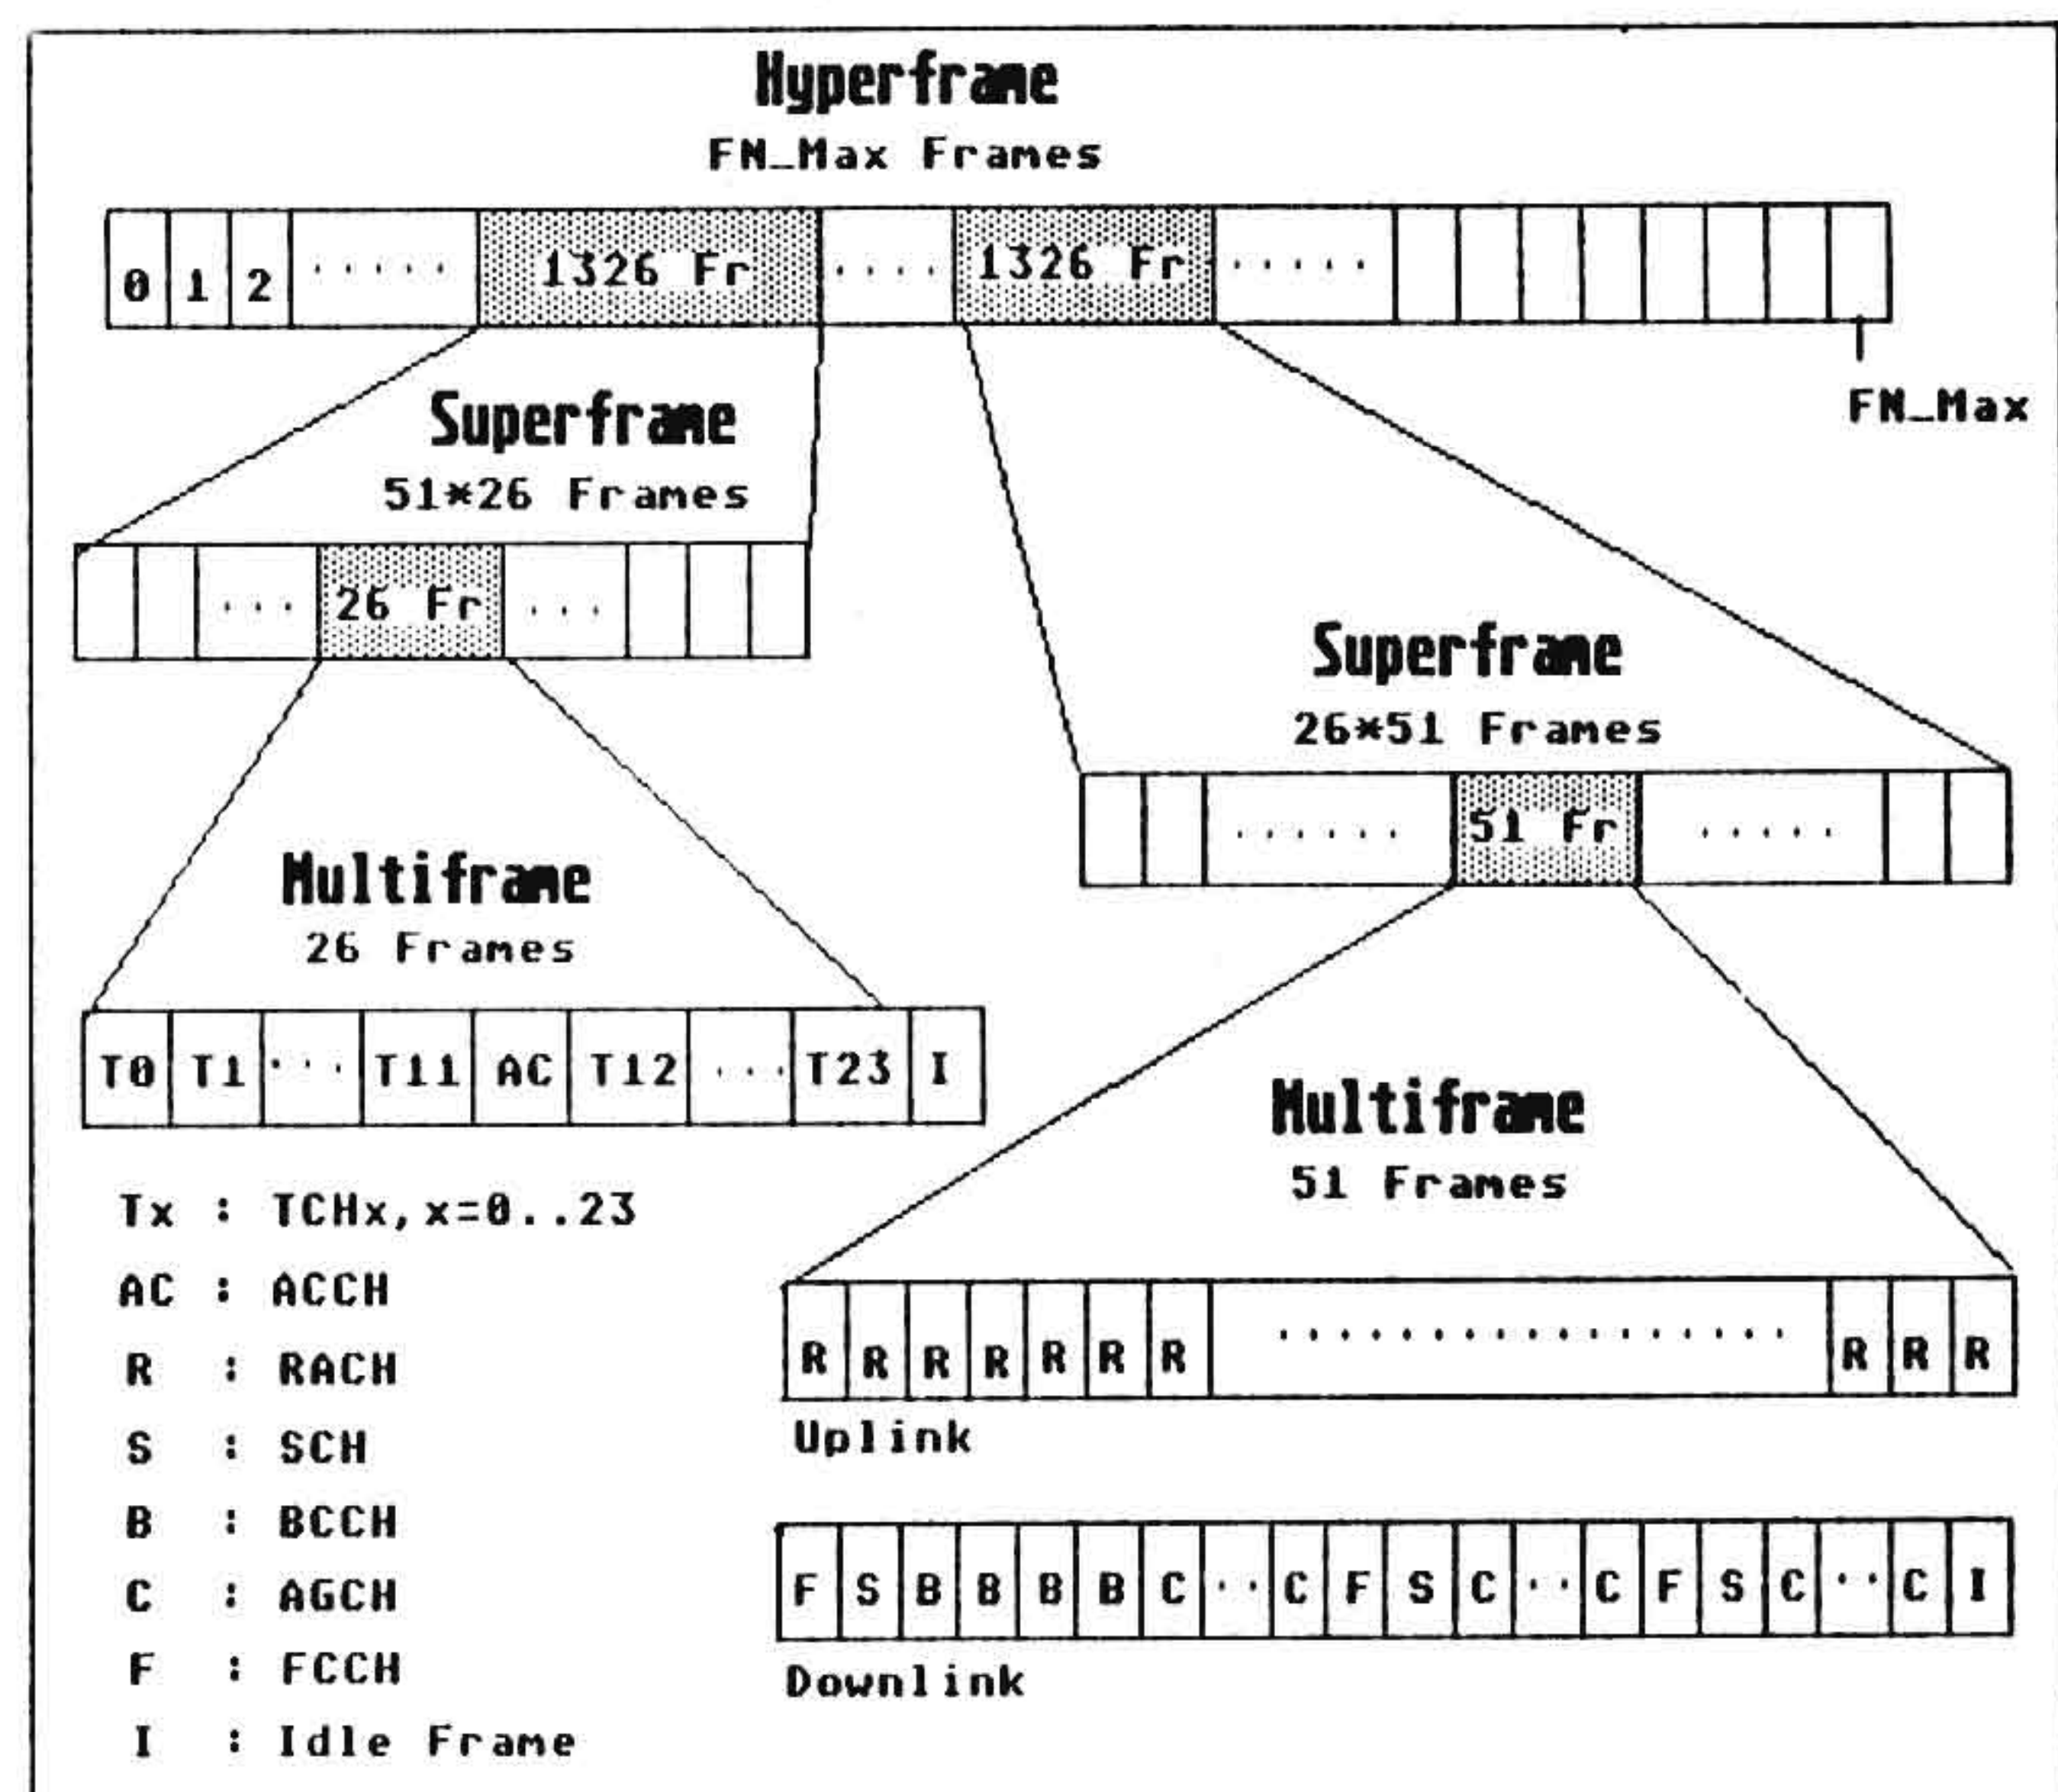 Hyperframe
FN_Max Frames
0 1 2 ..... 1326 Fr .... 1326 Fr .....
FN_Max
Superframe
51*26 Frames
... 26 Fr ...
Superframe
26*51 Frames
...... 51 Fr .....
Multiframe
26 Frames
T0 T1 ... T11 AC T12 ... T23 I
Multiframe
51 Frames
R R R R R R R ................. R R R
Uplink
F S B B B B C .. C F S C .. C F S C .. C I
Downlink
Tx : TCHx,x=0..23
AC : ACCH
R : RACH
S : SCH
B : BCCH
C : AGCH
F : FCCH
I : Idle Frame